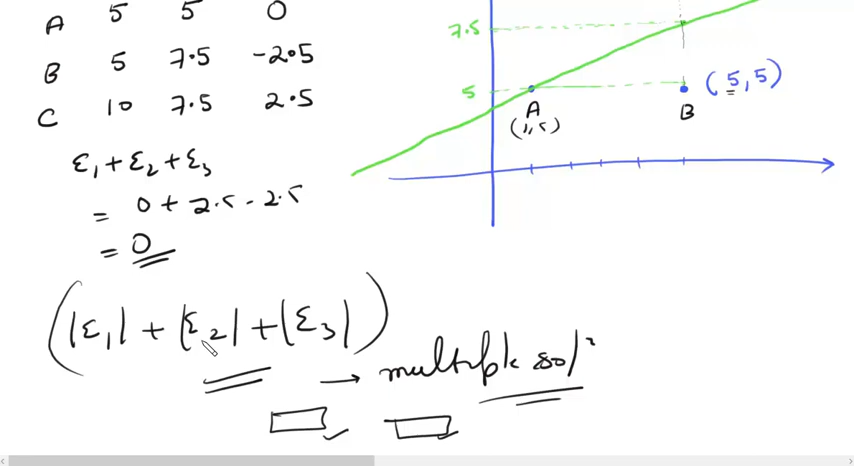 A 5 5 0
B 5 7.5 -2.5
C 10 7.5 2.5
ε₁ + ε₂ + ε₃
= 0 + 2.5 - 2.5
= 0
(|ε₁| + |ε₂| + |ε₃|)
→ multiple solⁿ
7.5
5
A
(1,5)
B
(5,5)